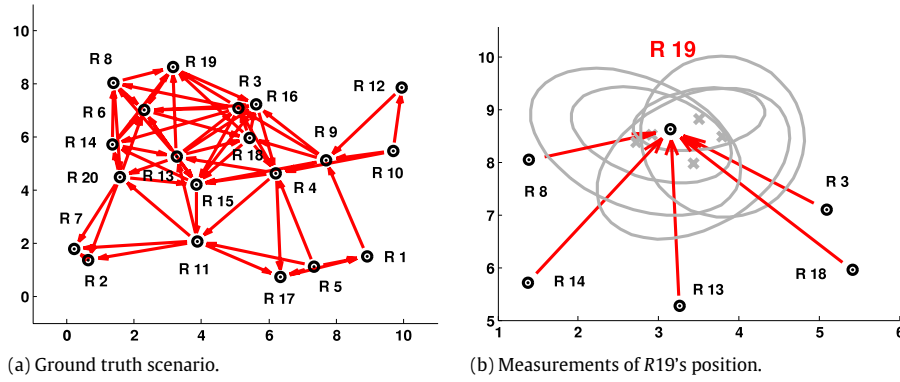 R 19
R 8
R 3
R 16
R 12
R 6
R 14
R 9
R 18
R 13
R 10
R 20
R 15
R 4
R 7
R 11
R 2
R 17
R 5
R 1
10
8
6
4
2
0
0 2 4 6 8 10
(a) Ground truth scenario.
R 19
R 8
R 3
R 14
R 13
R 18
10
9
8
7
6
5
1 2 3 4 5 6
(b) Measurements of R19's position.